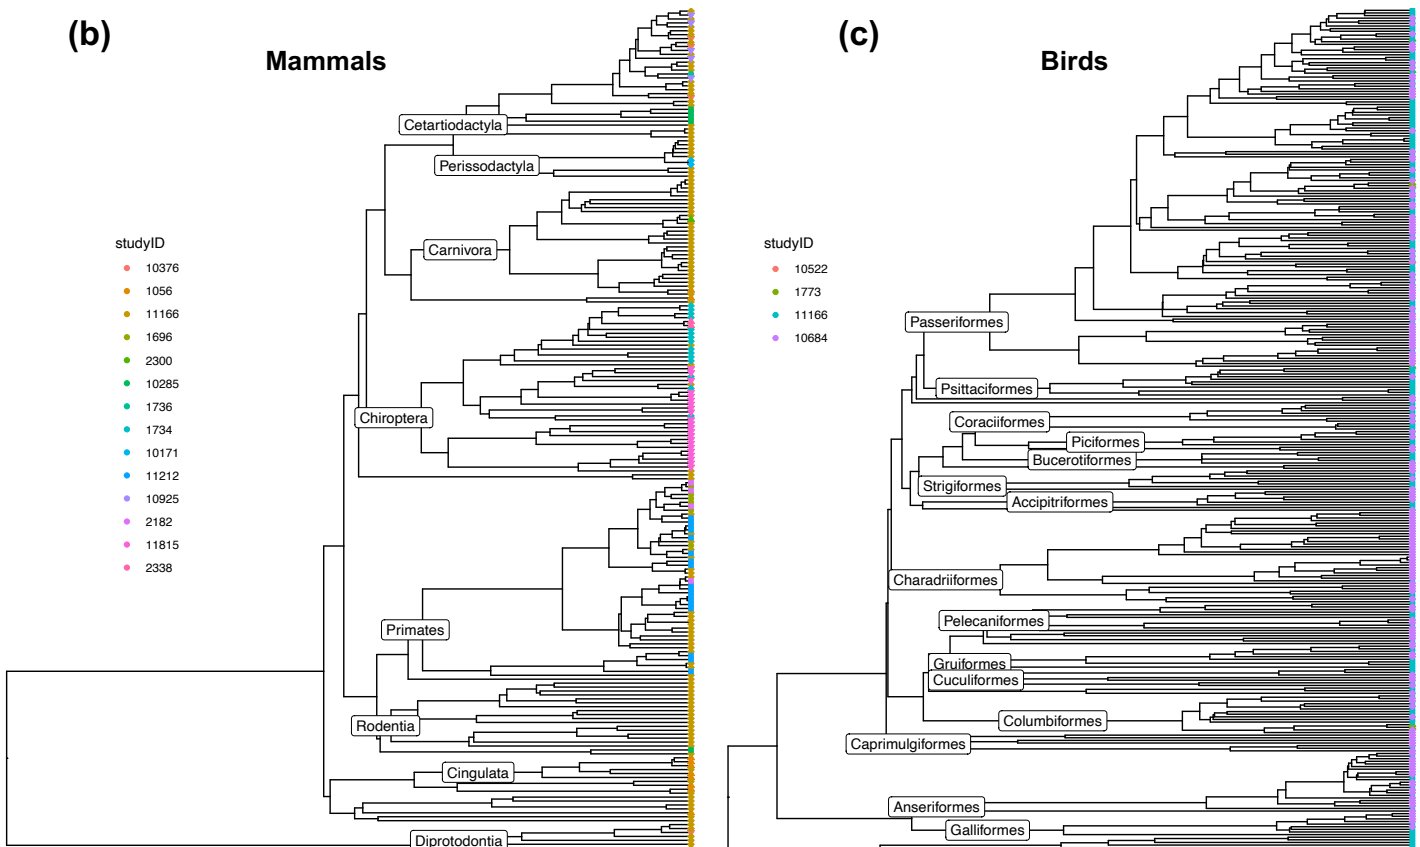 (b)
Mammals
Cetartiodactyla
Perissodactyla
Carnivora
Chiroptera
Primates
Rodentia
Cingulata
Diprotodontia
studyID
10376
1056
11166
1696
2300
10285
1736
1734
10171
11212
10925
2182
11815
2338
(c)
Birds
studyID
10522
1773
11166
10684
Passeriformes
Psittaciformes
Coraciiformes
Piciformes
Bucerotiformes
Strigiformes
Accipitriformes
Charadriiformes
Pelecaniformes
Gruiformes
Cuculiformes
Columbiformes
Caprimulgiformes
Anseriformes
Galliformes